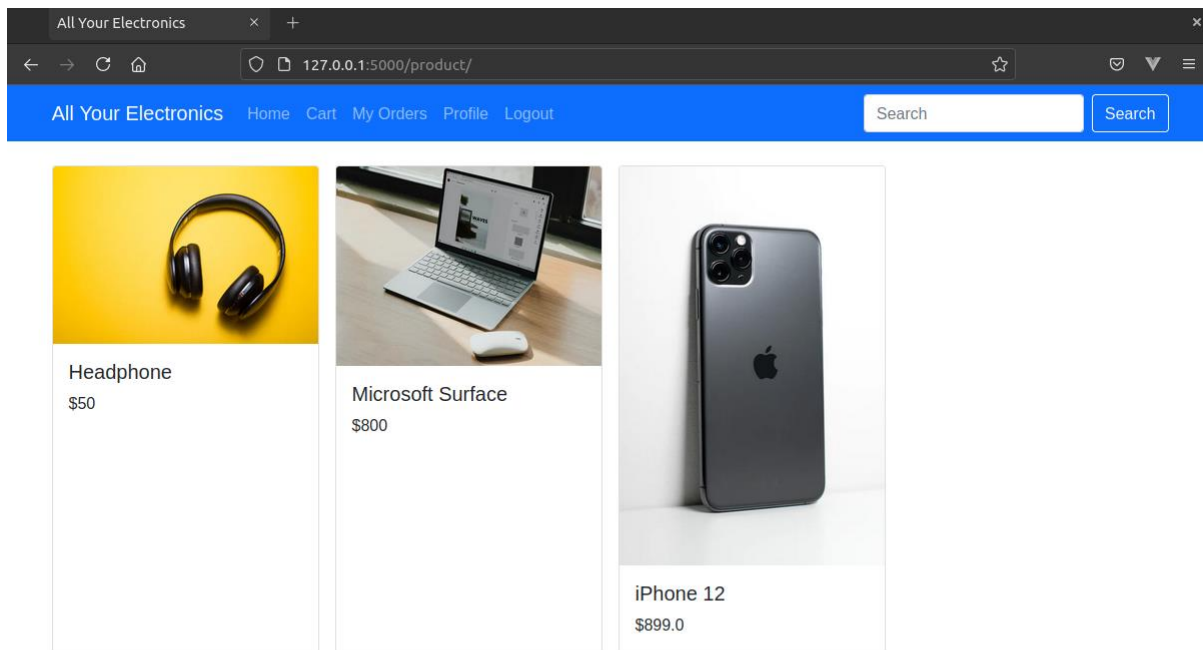 All Your Electronics
127.0.0.1:5000/product/
All Your Electronics Home Cart My Orders Profile Logout Search Search
Headphone
$50
Microsoft Surface
$800
iPhone 12
$899.0